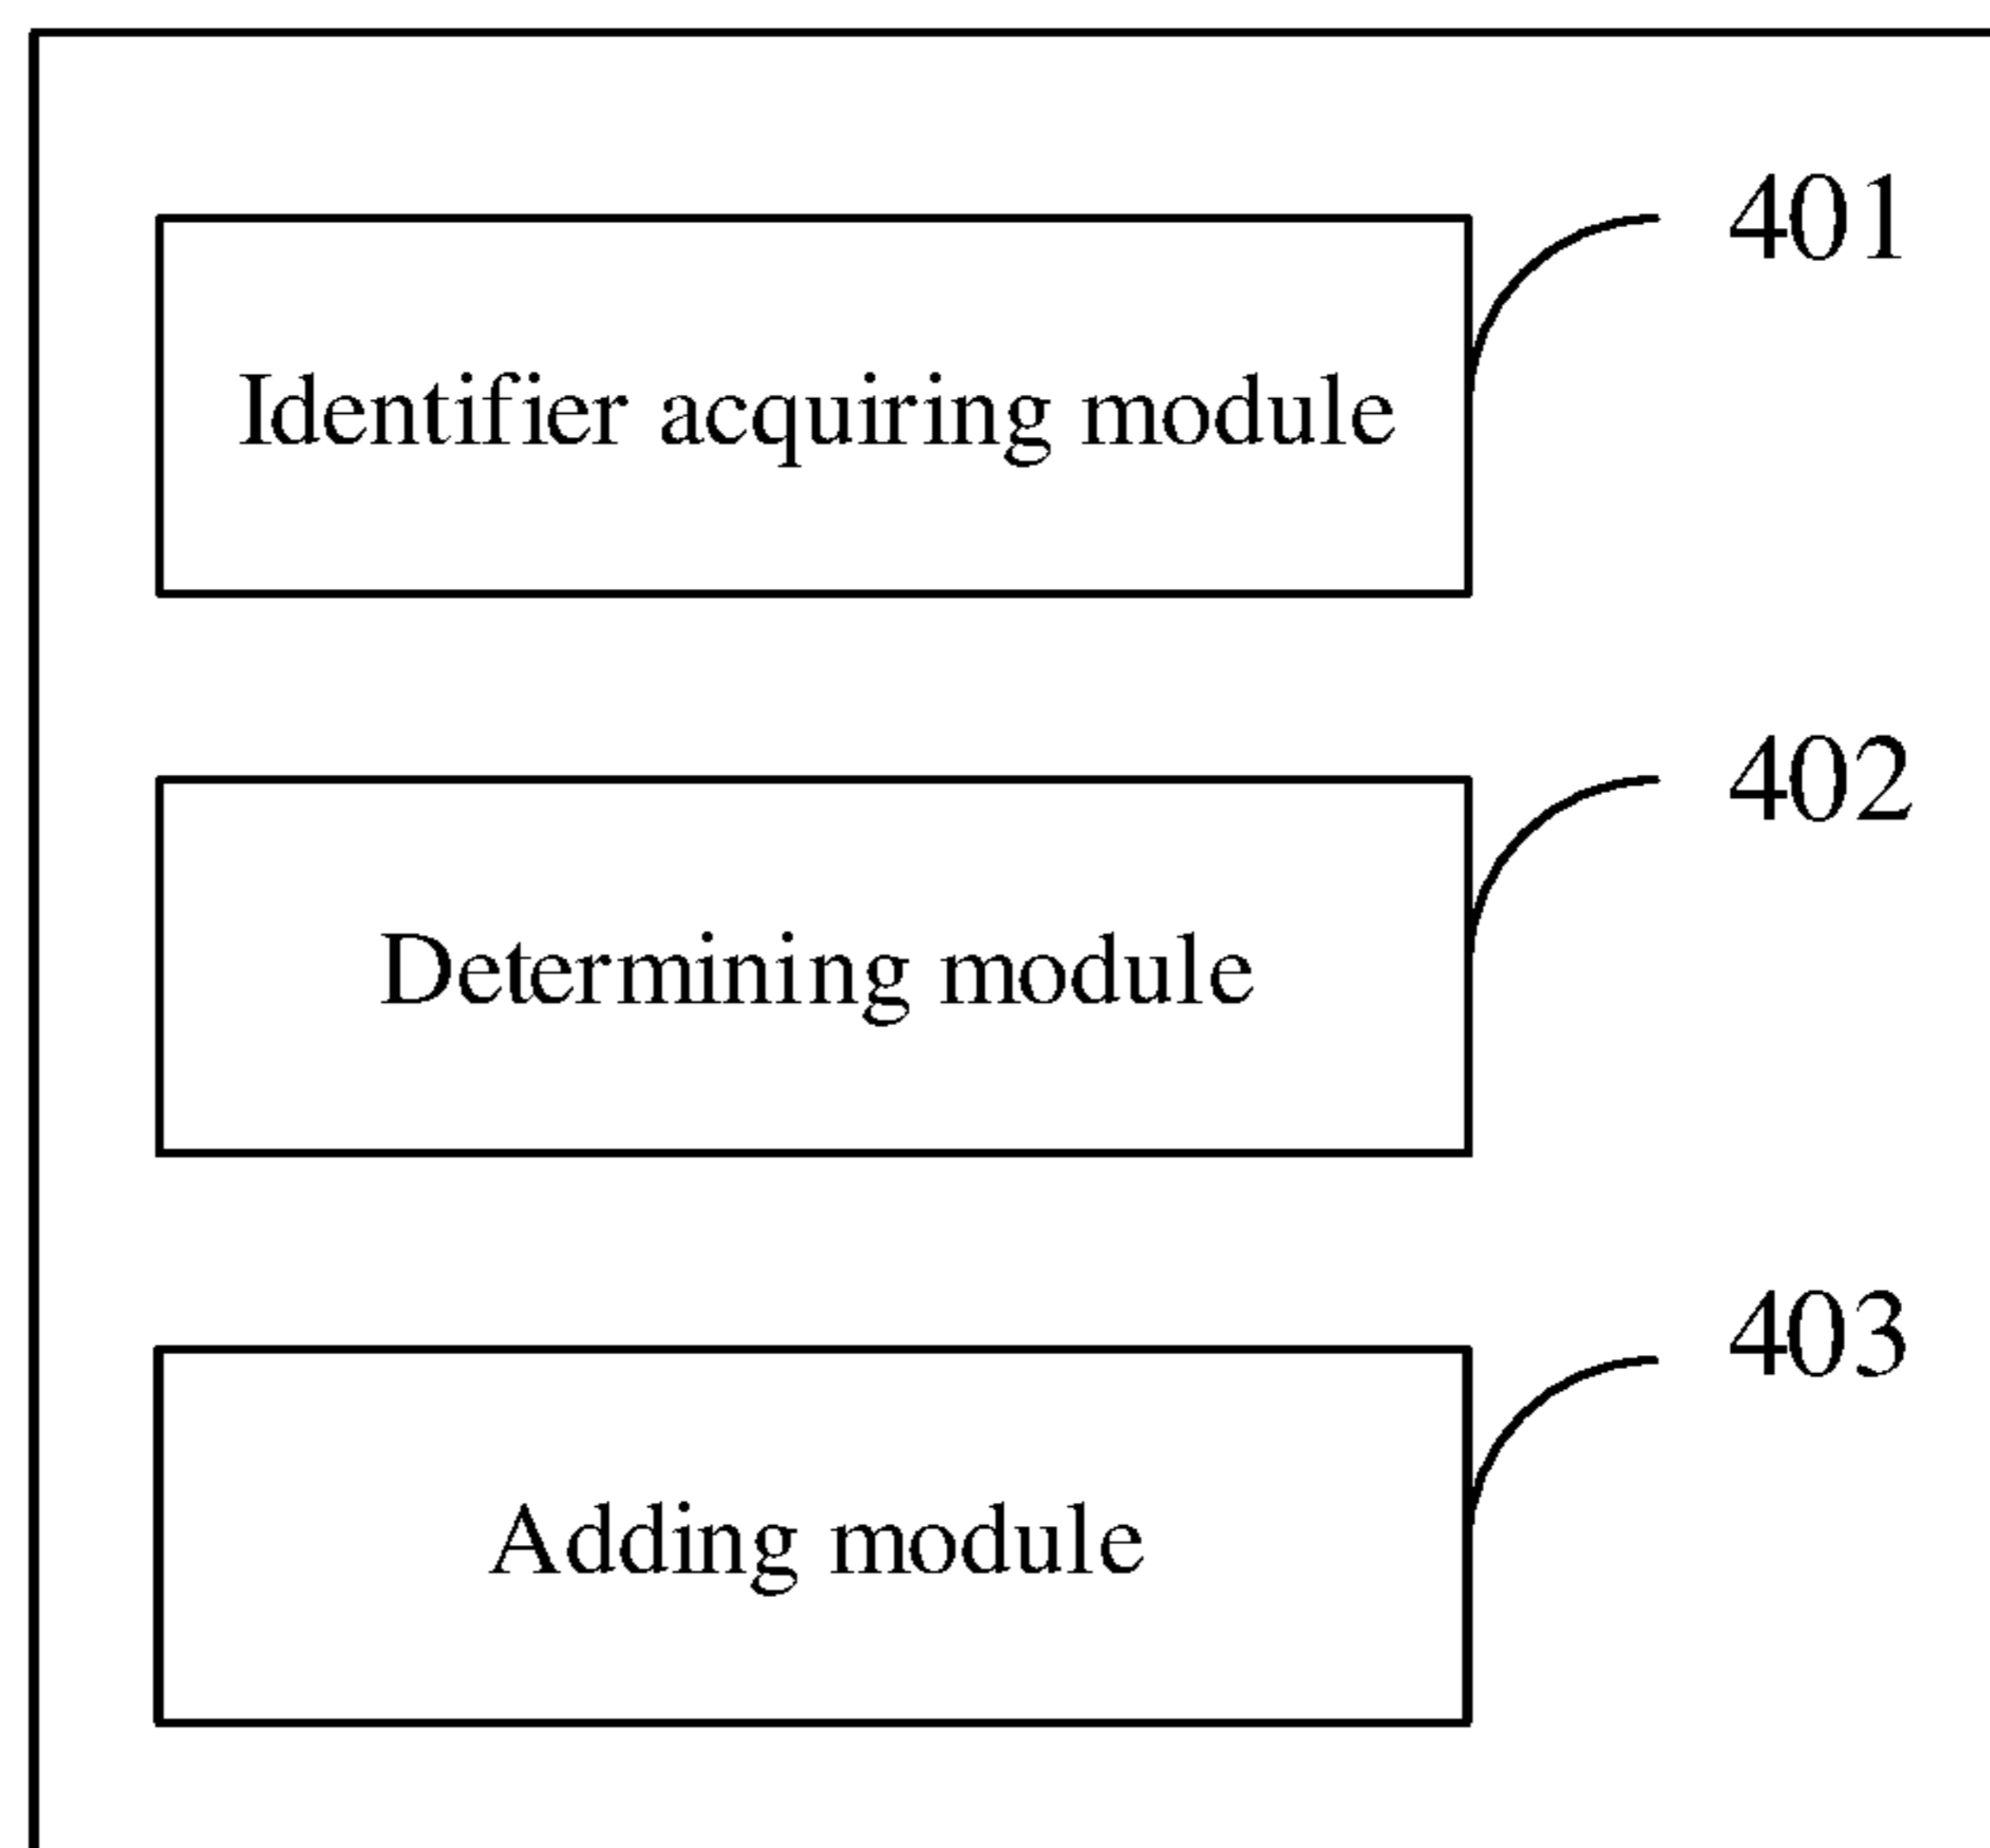 401
Identifier acquiring module
402
Determining module
403
Adding module